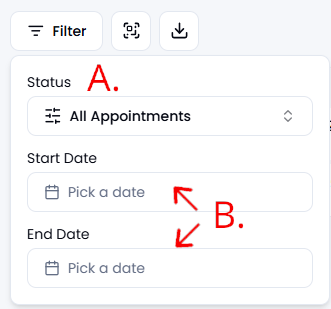 Filter
Status A.
All Appointments
Start Date
Pick a date
B.
End Date
Pick a date